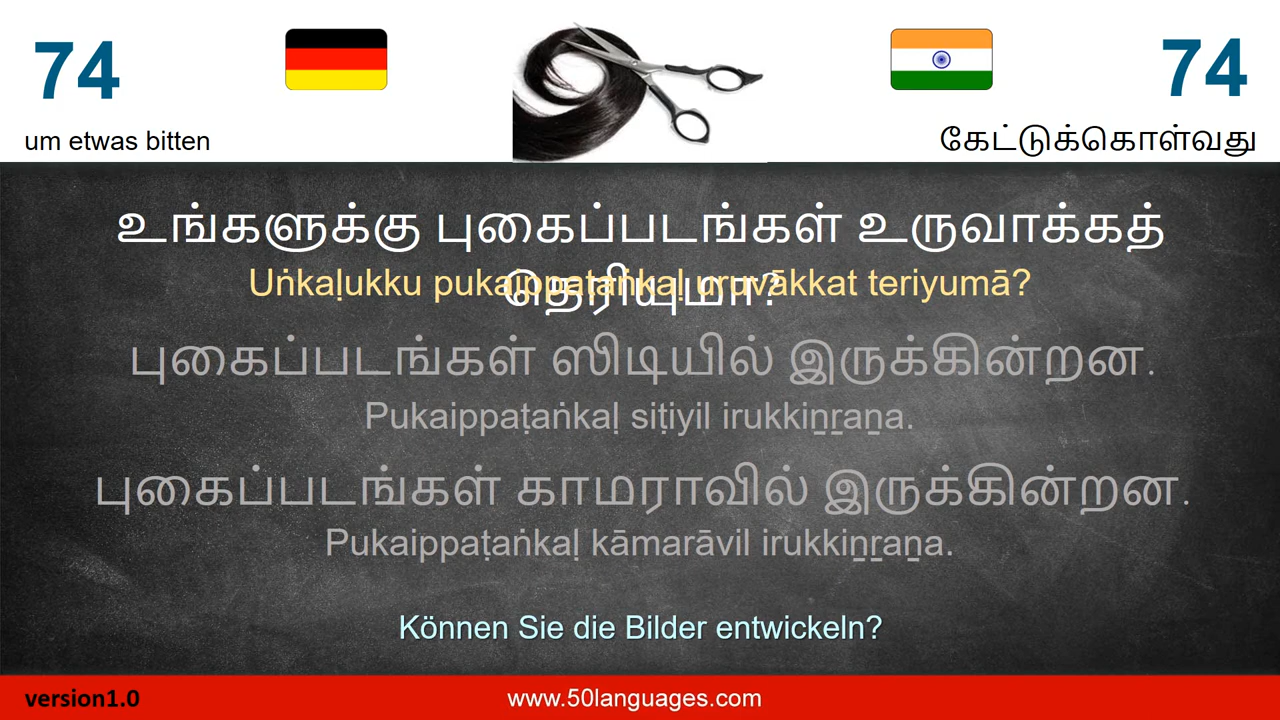 74
74
um etwas bitten
கேட்டுக்கொள்வது
உங்களுக்கு புகைப்படங்கள் உருவாக்கத்
தெரியுமா?
Uṅkaḷukku pukaippaṭaṅkaḷ uruvākkat teriyumā?
புகைப்படங்கள் ஸிடியில் இருக்கின்றன.
Pukaippaṭaṅkaḷ siṭiyil irukkiṉṟaṉa.
புகைப்படங்கள் காமராவில் இருக்கின்றன.
Pukaippaṭaṅkaḷ kāmarāvil irukkiṉṟaṉa.
Können Sie die Bilder entwickeln?
version1.0
www.50languages.com